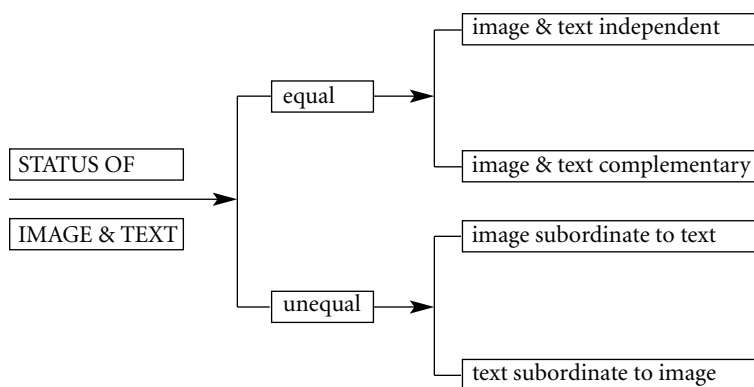 image & text independent
equal
image & text complementary
STATUS OF
IMAGE & TEXT
image subordinate to text
unequal
text subordinate to image